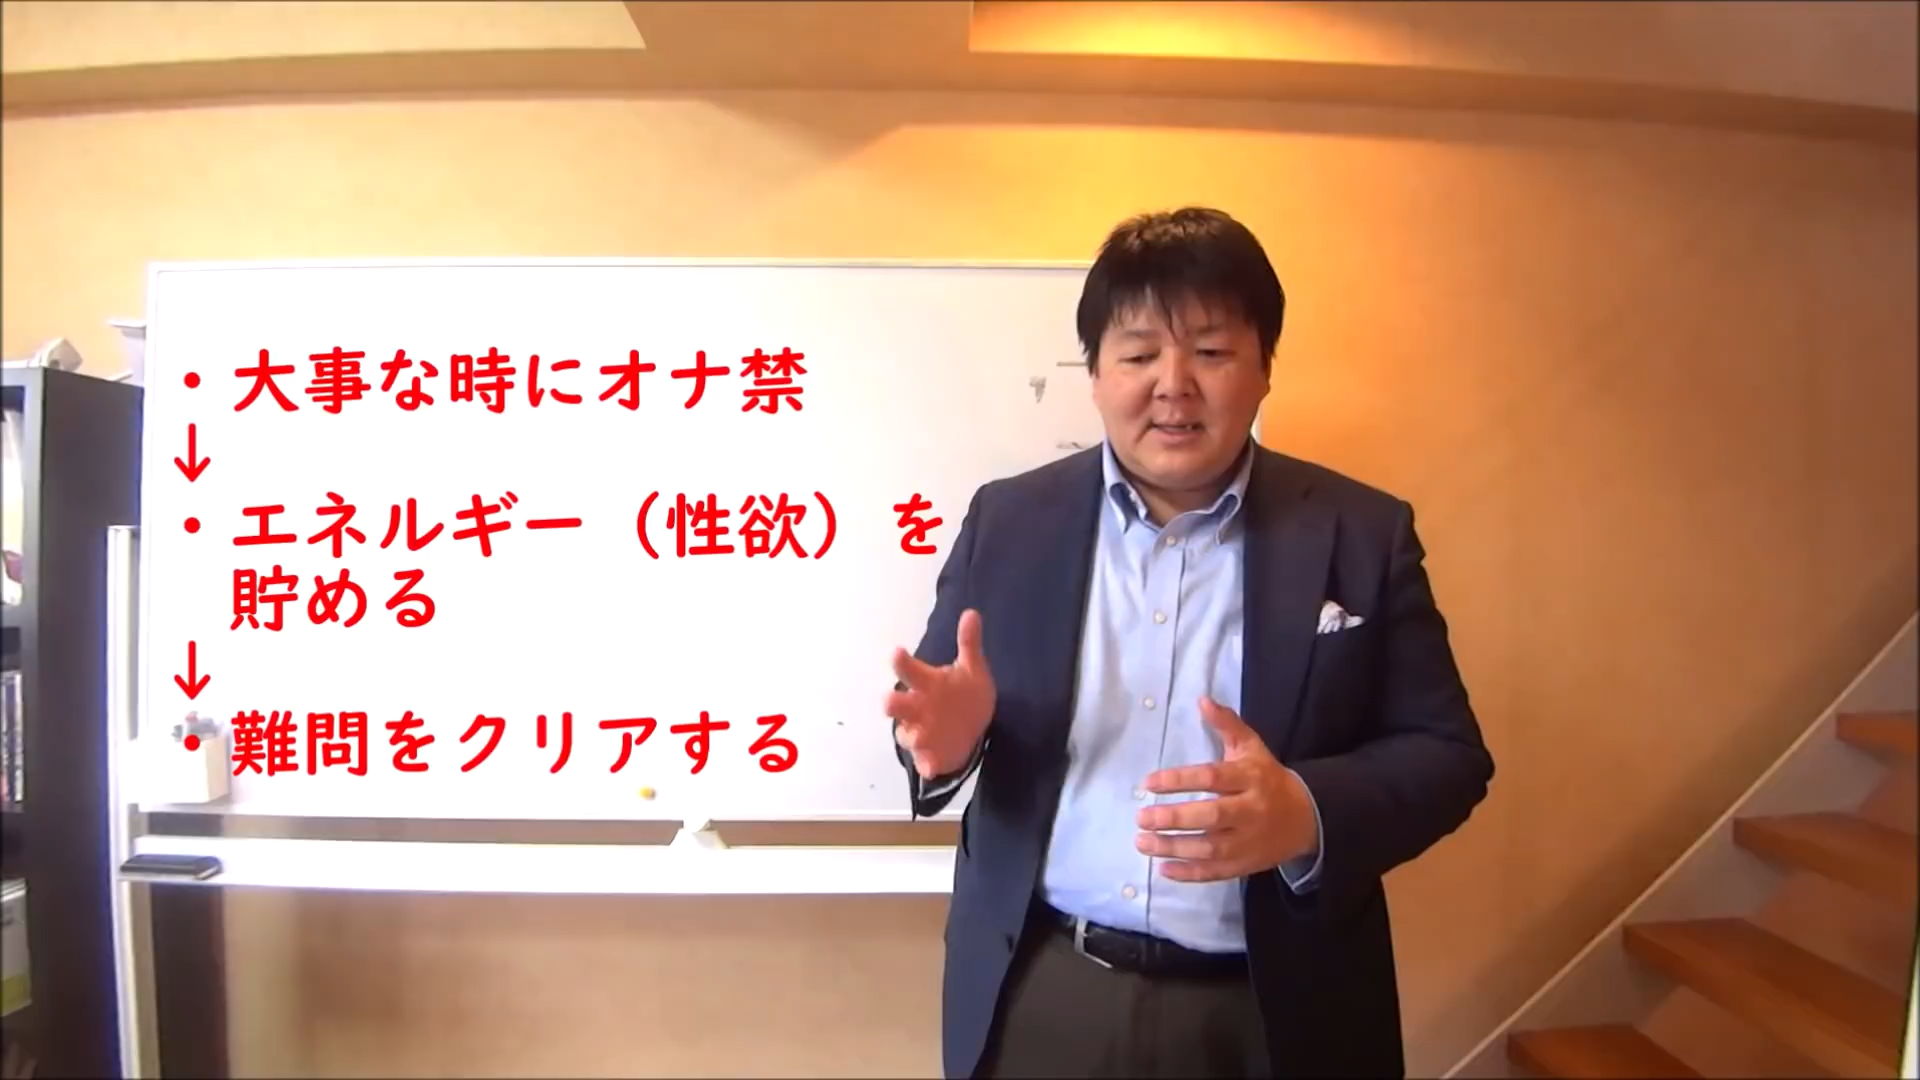 ・大事な時にオナ禁
↓
・エネルギー（性欲）を
貯める
↓
・難問をクリアする